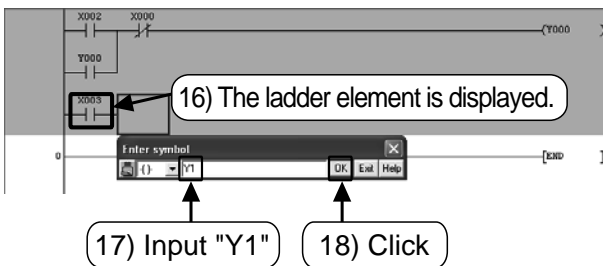 X002 X000
(Y000 )
Y000
X003
16) The ladder element is displayed.
Enter symbol
0 [END ]
-( )- Y1 OK Exit Help
17) Input "Y1" 18) Click